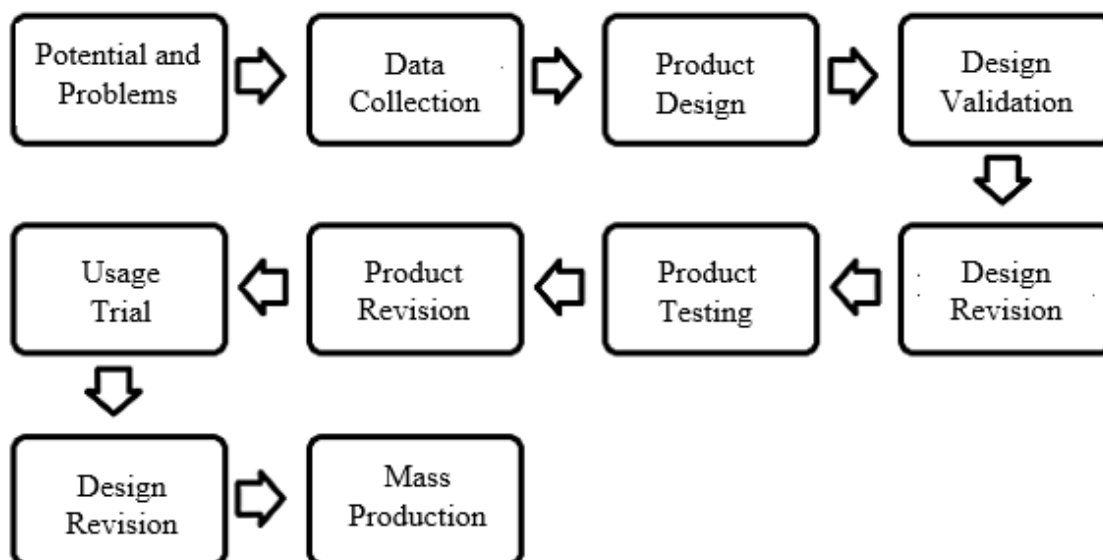 Potential and
Problems
Data
Collection
Product
Design
Design
Validation
Design
Revision
Product
Testing
Product
Revision
Usage
Trial
Design
Revision
Mass
Production